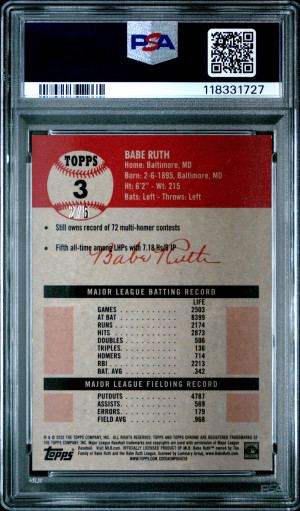 PSA
118331727
TOPPS
3
BABE RUTH
Home: Baltimore, MD
Born: 2-6-1895, Baltimore, MD
Ht: 6'2" - Wt: 215
Bats: Left - Throws: Left
• Still owns record of 72 multi-homer contests
• Fifth all-time among LHPs with 7.18 Hs/9 IP
Babe Ruth
MAJOR LEAGUE BATTING RECORD
LIFE
GAMES 2503
AT BAT 8399
RUNS 2174
HITS 2873
DOUBLES 506
TRIPLES. 136
HOMERS 714
RBI 2213
BAT. AVG .342
MAJOR LEAGUE FIELDING RECORD
PUTOUTS 4787
ASSISTS. 569
ERRORS. 179
FIELD AVG .968
Topps